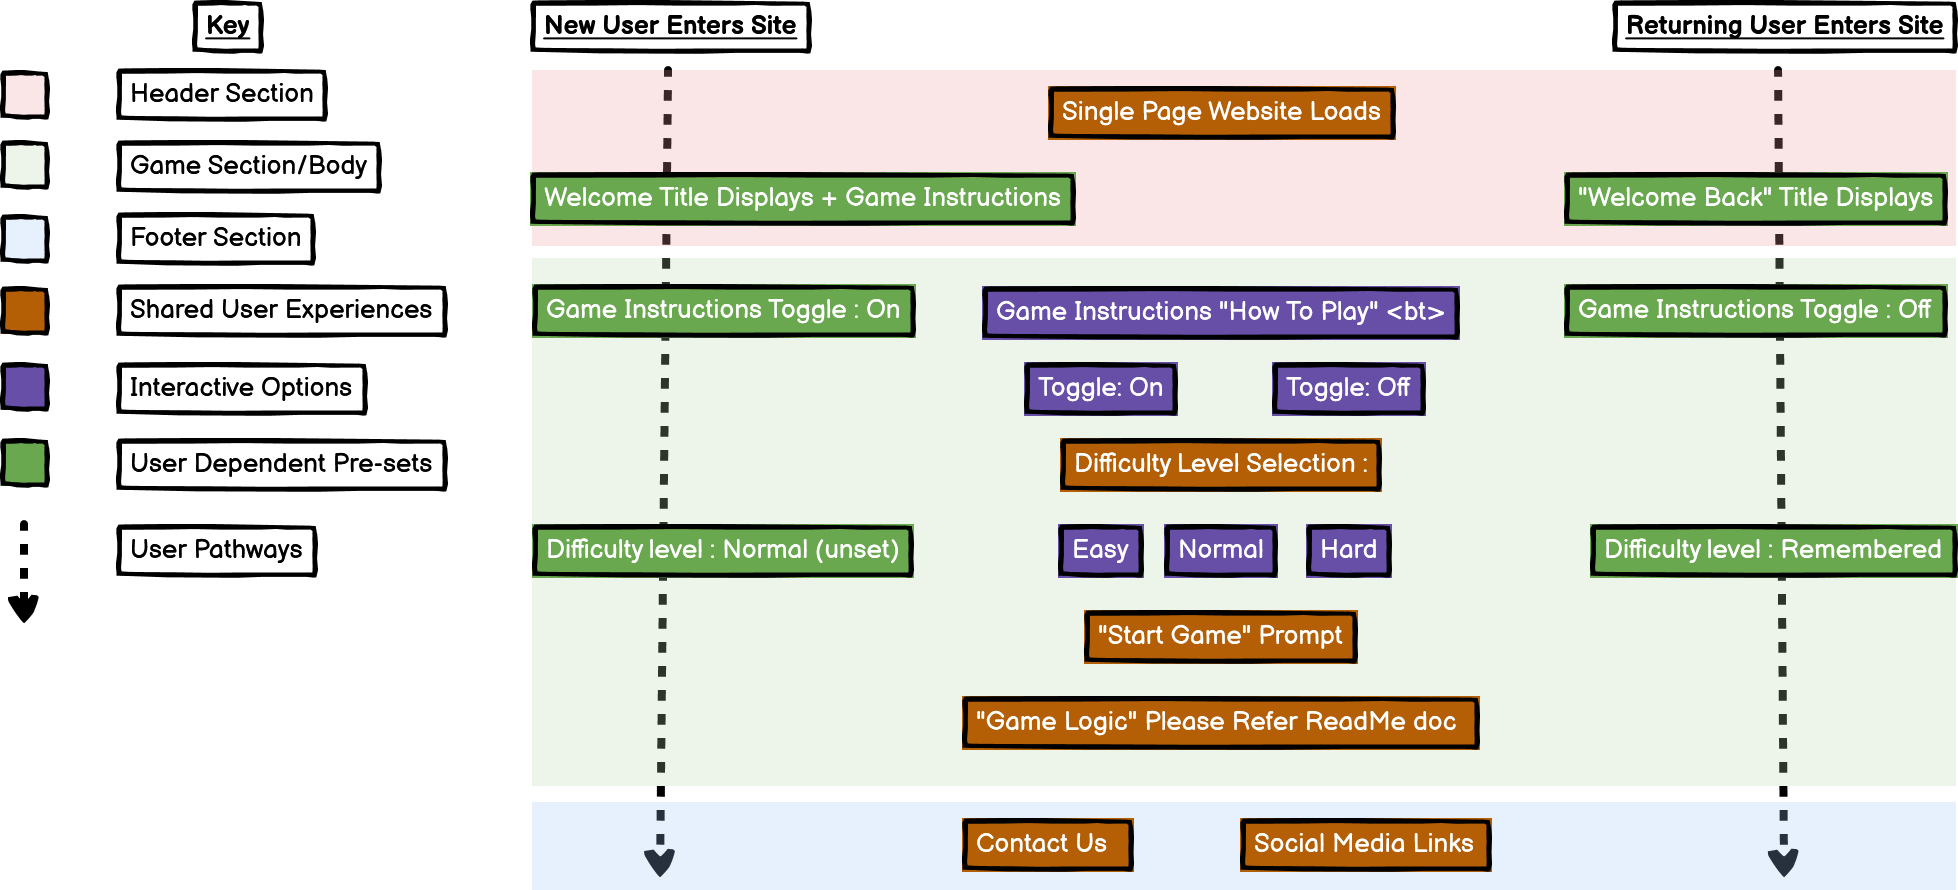 Key
New User Enters Site
Returning User Enters Site
Header Section
Single Page Website Loads
Game Section/Body
Welcome Title Displays + Game Instructions
"Welcome Back" Title Displays
Footer Section
Shared User Experiences
Game Instructions Toggle : On
Game Instructions "How To Play" <bt>
Game Instructions Toggle : Off
Interactive Options
Toggle: On
Toggle: Off
User Dependent Pre-sets
Difficulty Level Selection :
User Pathways
Difficulty level : Normal (unset)
Easy
Normal
Hard
Difficulty level : Remembered
"Start Game" Prompt
"Game Logic" Please Refer ReadMe doc
Contact Us
Social Media Links